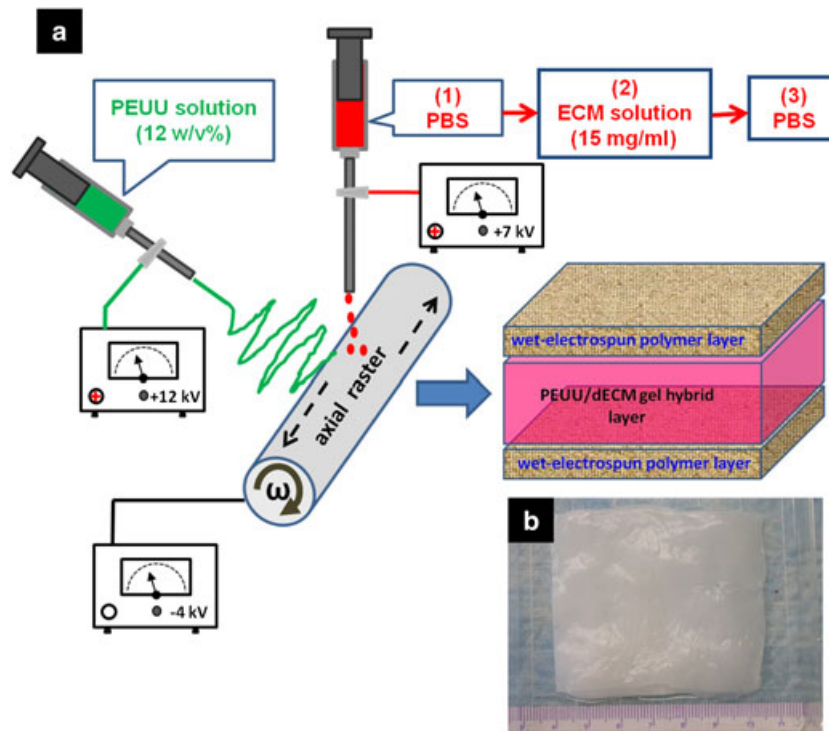 a
PEUU solution
(12 w/v%)
(1)
PBS
(2)
ECM solution
(15 mg/ml)
(3)
PBS
+7 kV
+12 kV
axial raster
ω
-4 kV
wet-electrospun polymer layer
PEUU/dECM gel hybrid
layer
wet-electrospun polymer layer
b